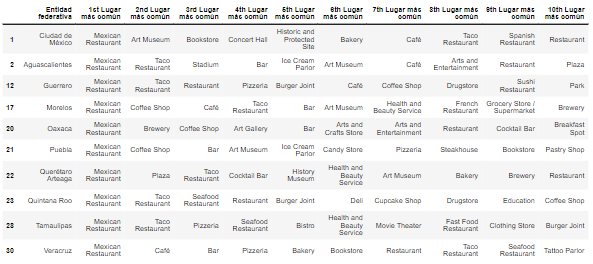 Entidad federativa 1st Lugar más común 2nd Lugar más común 3rd Lugar más común 4th Lugar más común 5th Lugar más común 6th Lugar más común 7th Lugar más común 8th Lugar más común 9th Lugar más común 10th Lugar más común
1 Ciudad de México Mexican Restaurant Art Museum Bookstore Concert Hall Historic and Protected Site Bakery Café Taco Restaurant Spanish Restaurant Restaurant
2 Aguascalientes Mexican Restaurant Taco Restaurant Stadium Bar Ice Cream Parlor Art Museum Café Arts and Entertainment Restaurant Plaza
12 Guerrero Mexican Restaurant Taco Restaurant Restaurant Pizzeria Burger Joint Café Coffee Shop Drugstore Sushi Restaurant Park
17 Morelos Mexican Restaurant Coffee Shop Café Taco Restaurant Bar Art Museum Health and Beauty Service French Restaurant Grocery Store / Supermarket Brewery
20 Oaxaca Mexican Restaurant Brewery Coffee Shop Art Gallery Bar Arts and Crafts Store Arts and Entertainment Restaurant Cocktail Bar Breakfast Spot
21 Puebla Mexican Restaurant Coffee Shop Bar Art Museum Ice Cream Parlor Candy Store Pizzeria Steakhouse Bookstore Pastry Shop
22 Querétaro Arteaga Mexican Restaurant Plaza Taco Restaurant Cocktail Bar History Museum Health and Beauty Service Art Museum Bakery Brewery Restaurant
23 Quintana Roo Mexican Restaurant Taco Restaurant Seafood Restaurant Restaurant Burger Joint Deli Cupcake Shop Drugstore Education Coffee Shop
28 Tamaulipas Mexican Restaurant Taco Restaurant Pizzeria Seafood Restaurant Bistro Health and Beauty Service Movie Theater Fast Food Restaurant Clothing Store Burger Joint
30 Veracruz Mexican Restaurant Café Bar Pizzeria Bakery Bookstore Restaurant Taco Restaurant Seafood Restaurant Tattoo Parlor